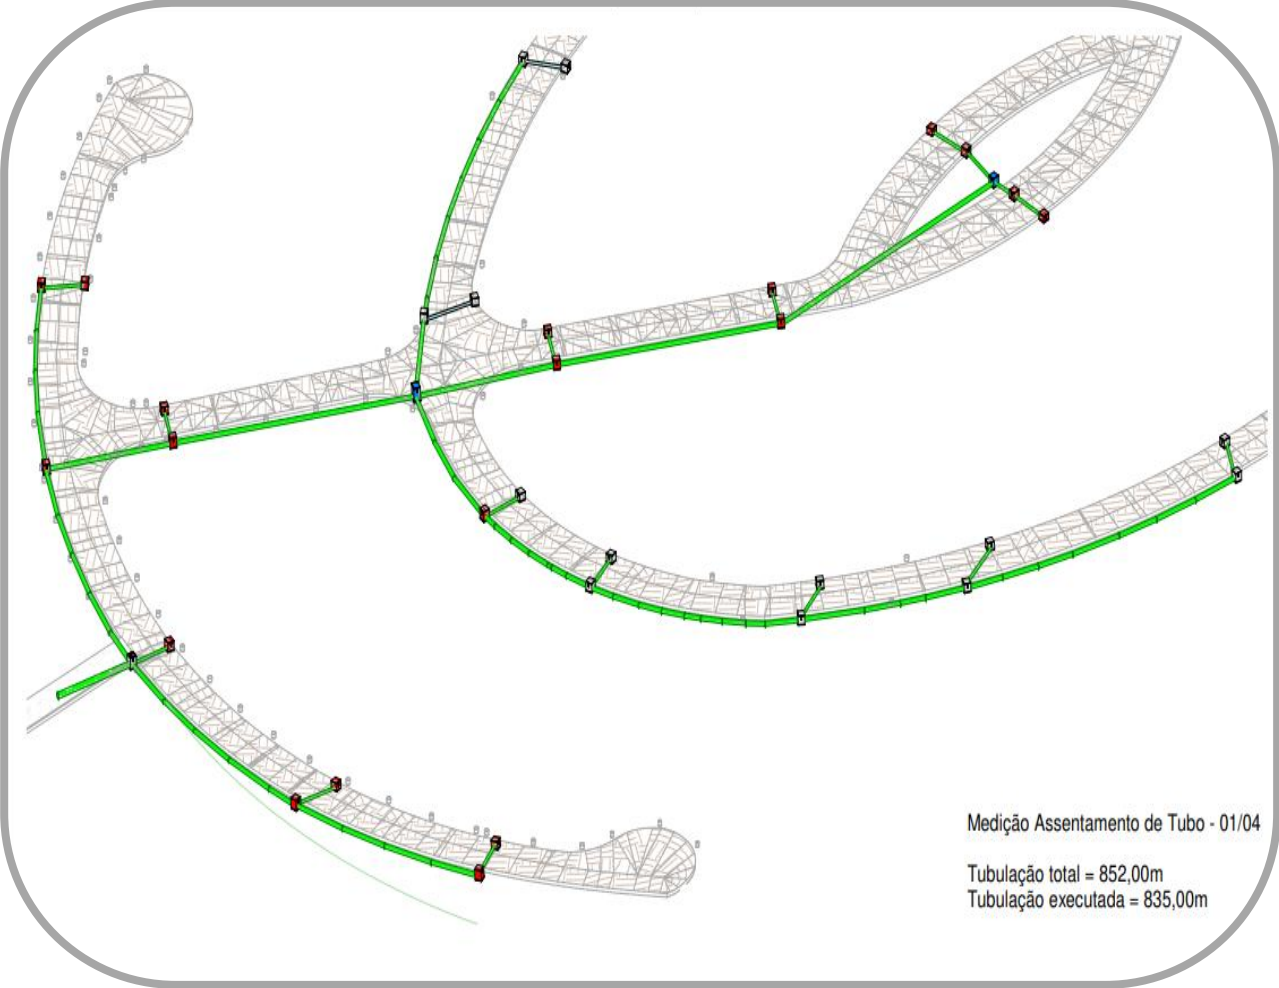 Medição Assentamento de Tubo - 01/04
Tubulação total = 852,00m
Tubulação executada = 835,00m